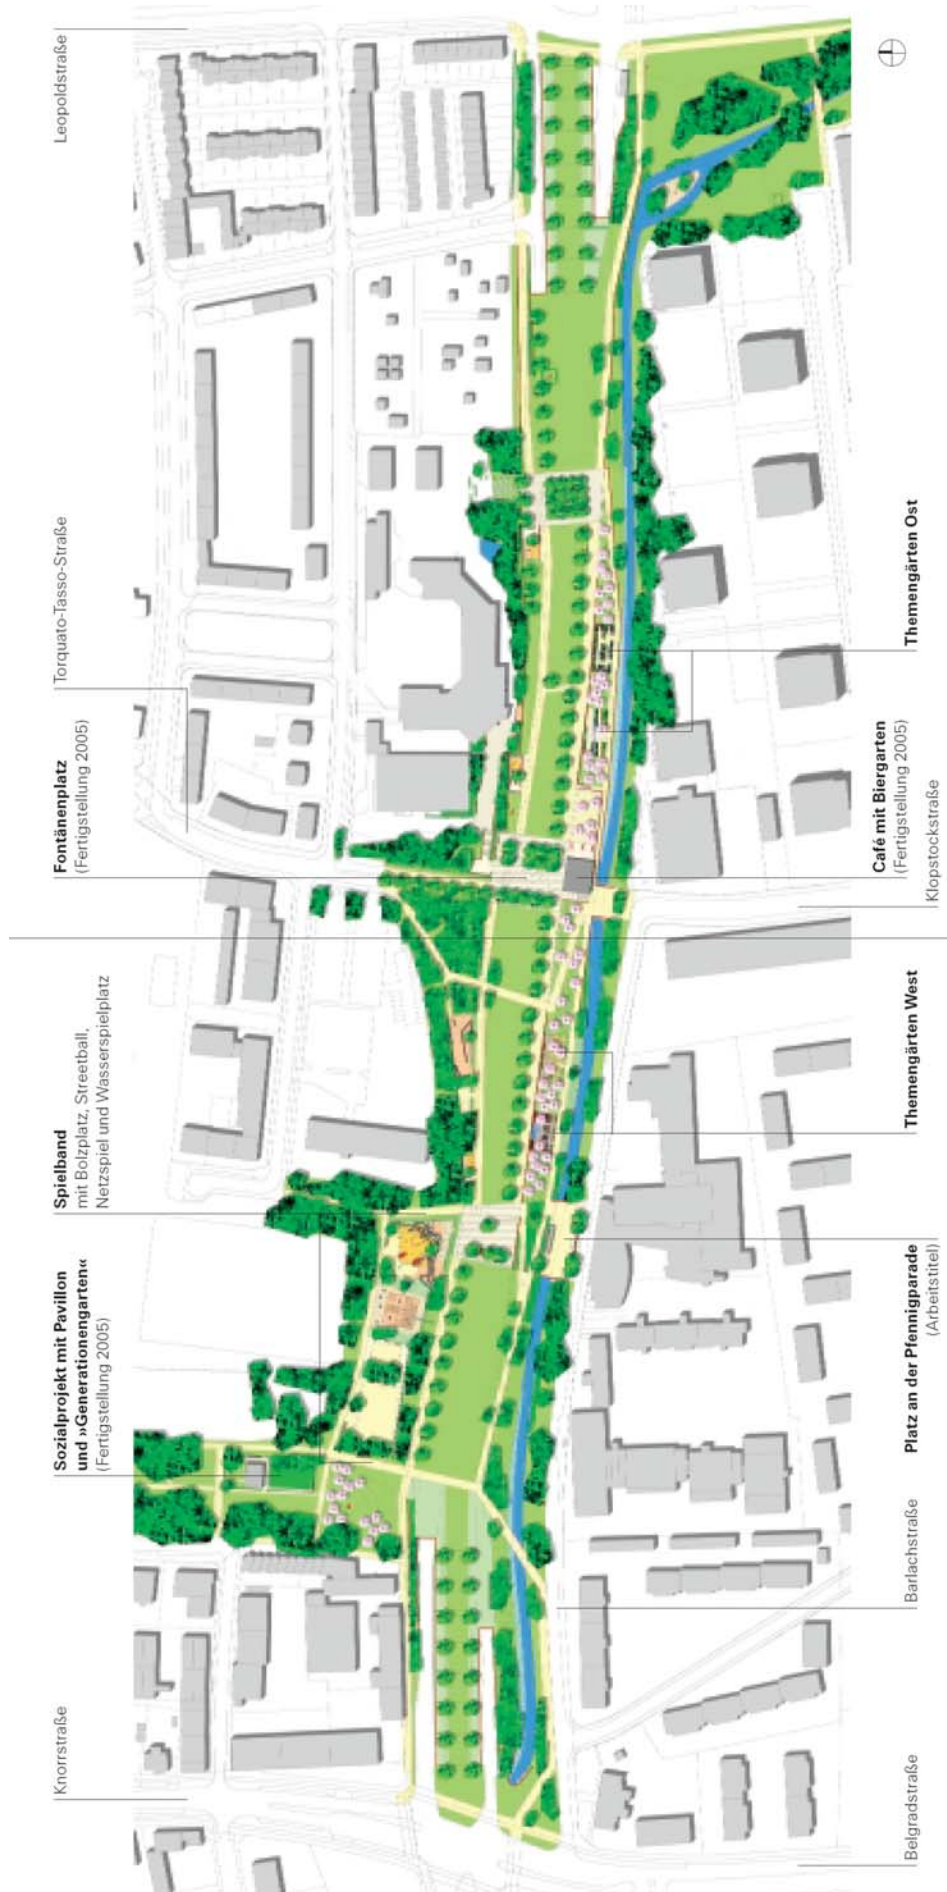 Knorrstraße
Sozialprojekt mit Pavillon
und »Generationengarten«
(Fertigstellung 2005)
Spielband
mit Bolzplatz, Streetball,
Netzspiel und Wasserspielplatz
Fontänenplatz
(Fertigstellung 2005)
Torquato-Tasso-Straße
Leopoldstraße
Belgradstraße
Barlachstraße
Platz an der Pfennigparade
(Arbeitstitel)
Themengärten West
Klopstockstraße
Café mit Biergarten
(Fertigstellung 2005)
Themengärten Ost